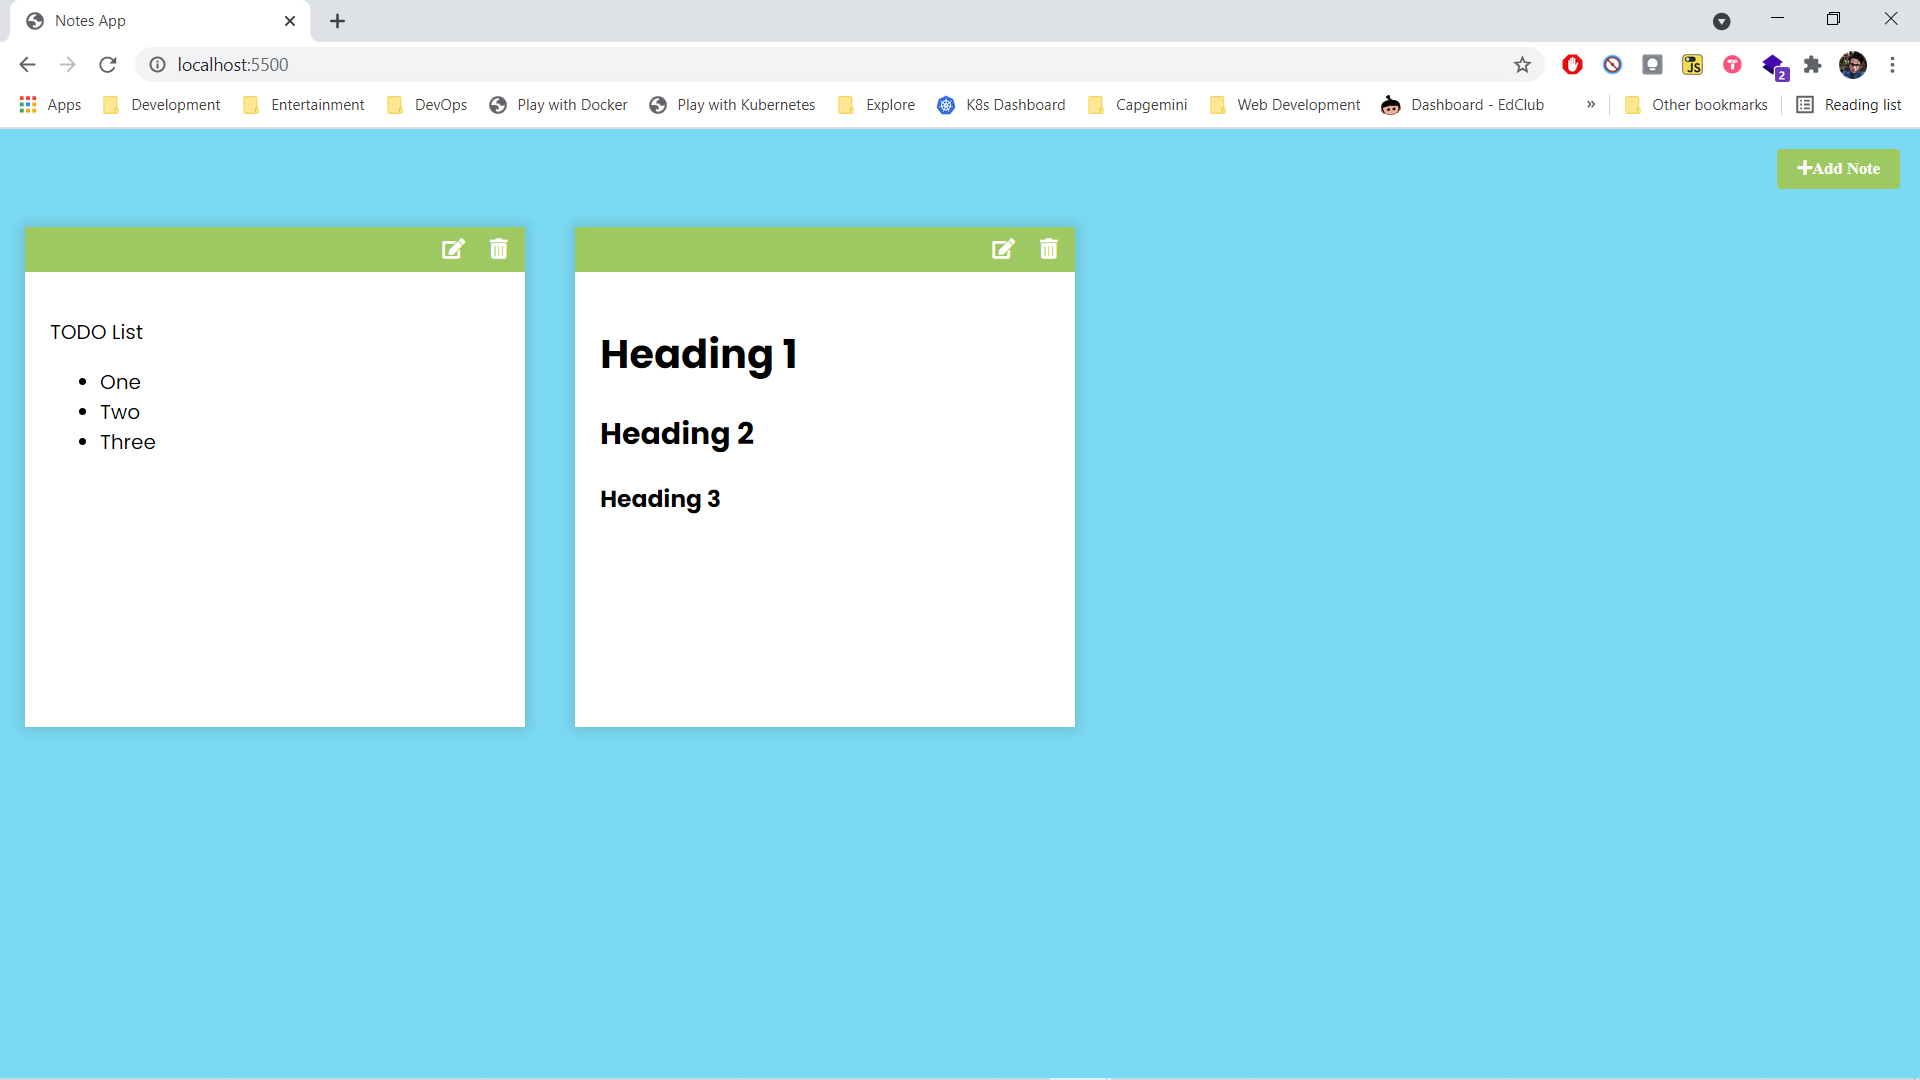 Notes App
localhost:5500
JS
2
Apps Development Entertainment DevOps Play with Docker Play with Kubernetes Explore K8s Dashboard Capgemini Web Development Dashboard - EdClub » Other bookmarks Reading list
Add Note
TODO List
One
Two
Three
Heading 1
Heading 2
Heading 3